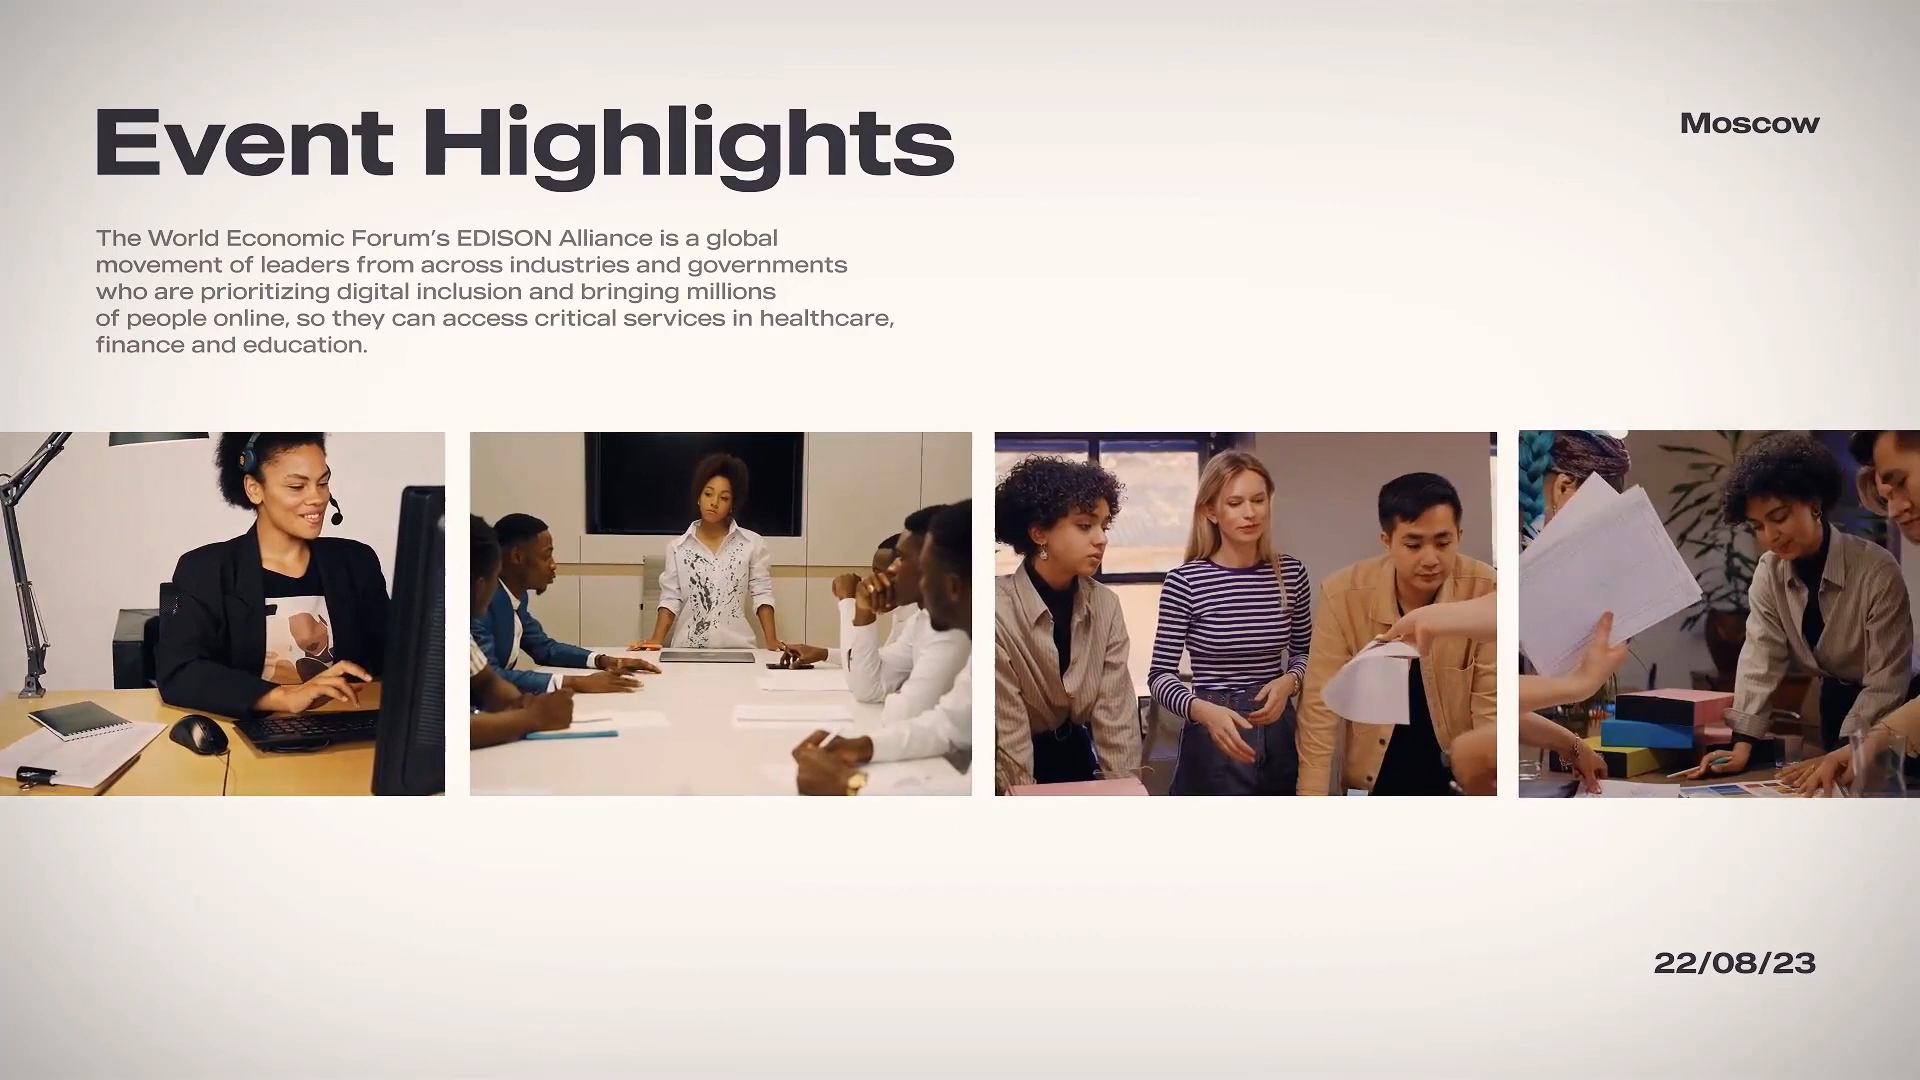 Event Highlights
Moscow
The World Economic Forum's EDISON Alliance is a global
movement of leaders from across industries and governments
who are prioritizing digital inclusion and bringing millions
of people online, so they can access critical services in healthcare,
finance and education.
22/08/23